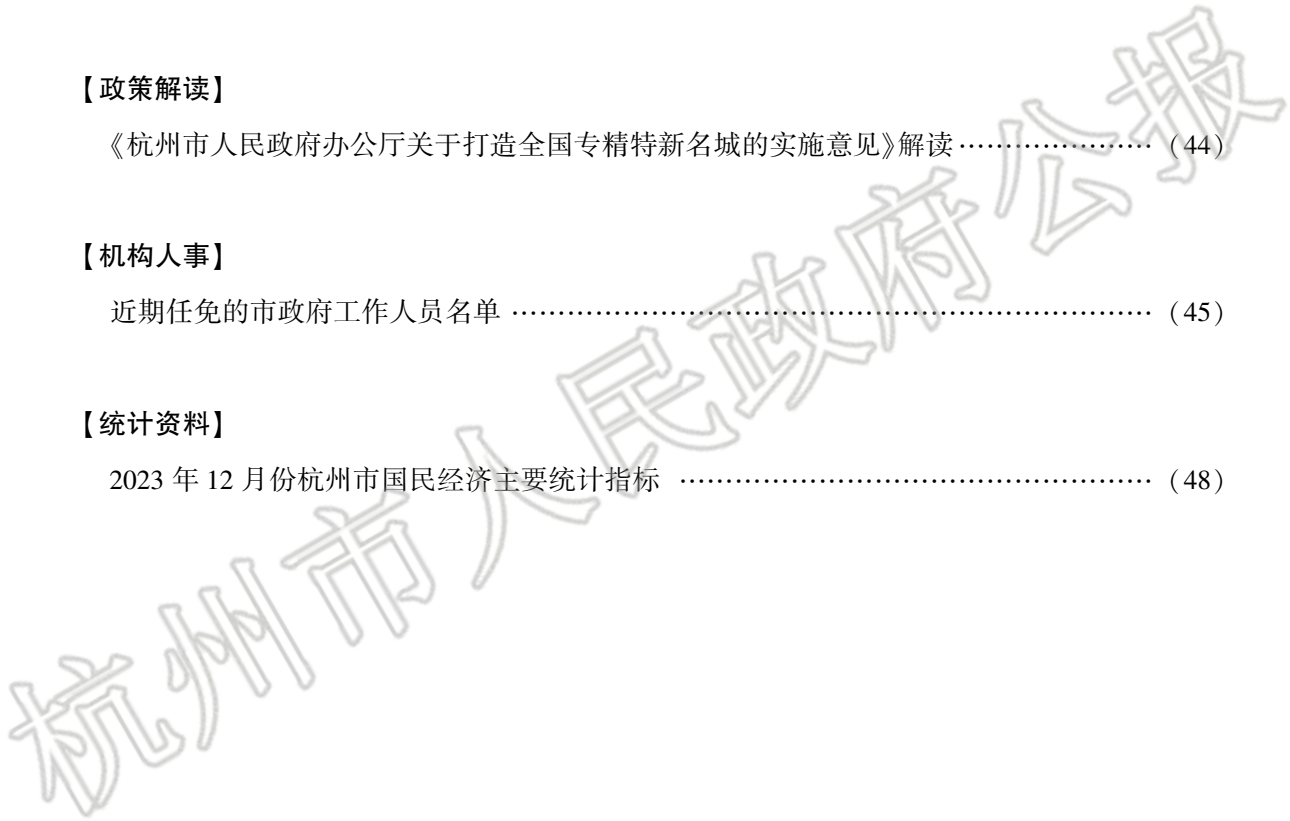 【政策解读】
《杭州市人民政府办公厅关于打造全国专精特新名城的实施意见》解读………………… (44)
【机构人事】
近期任免的市政府工作人员名单 …………………………………………………………… (45)
【统计资料】
2023 年 12 月份杭州市国民经济主要统计指标 …………………………………………… (48)
杭州市人民政府公报